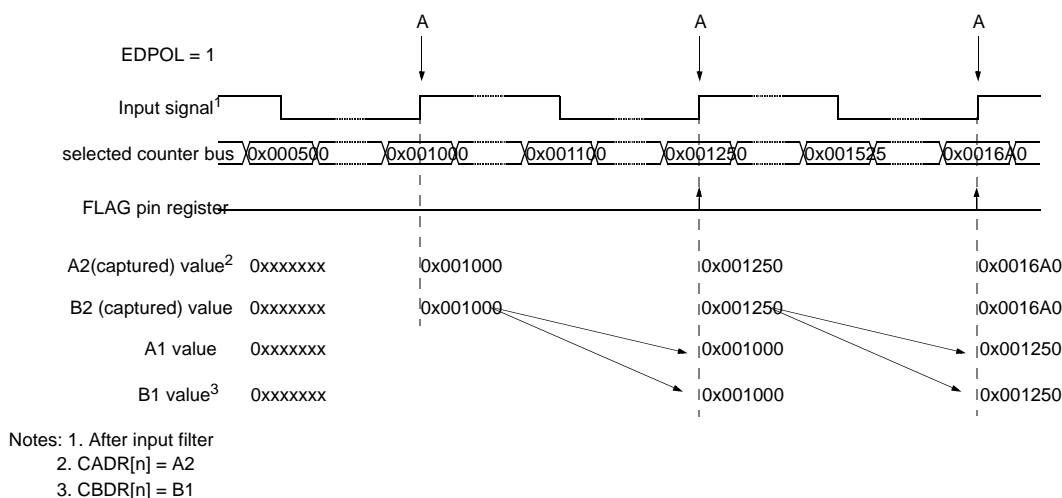 A A A
EDPOL = 1
Input signal1
selected counter bus 0x000500 0x001000 0x001100 0x001250 0x001525 0x0016A0
FLAG pin register
A2(captured) value2 0xxxxxxx 0x001000 0x001250 0x0016A0
B2 (captured) value 0xxxxxxx 0x001000 0x001250 0x0016A0
A1 value 0xxxxxxx 0x001000 0x001250
B1 value3 0xxxxxxx 0x001000 0x001250
Notes: 1. After input filter
2. CADR[n] = A2
3. CBDR[n] = B1